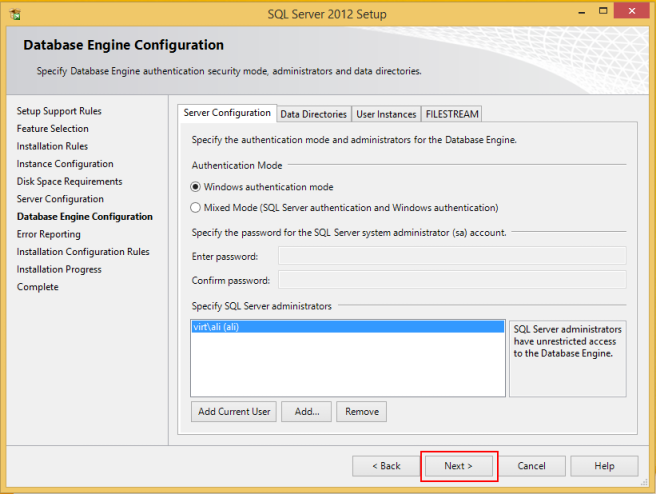 SQL Server 2012 Setup
Database Engine Configuration
Specify Database Engine authentication security mode, administrators and data directories.
Setup Support Rules
Feature Selection
Installation Rules
Instance Configuration
Disk Space Requirements
Server Configuration
Database Engine Configuration
Error Reporting
Installation Configuration Rules
Installation Progress
Complete
Server Configuration Data Directories User Instances FILESTREAM
Specify the authentication mode and administrators for the Database Engine.
Authentication Mode
Windows authentication mode
Mixed Mode (SQL Server authentication and Windows authentication)
Specify the password for the SQL Server system administrator (sa) account.
Enter password:
Confirm password:
Specify SQL Server administrators
virt\ali (ali)
SQL Server administrators
have unrestricted access
to the Database Engine.
Add Current User Add... Remove
< Back Next > Cancel Help